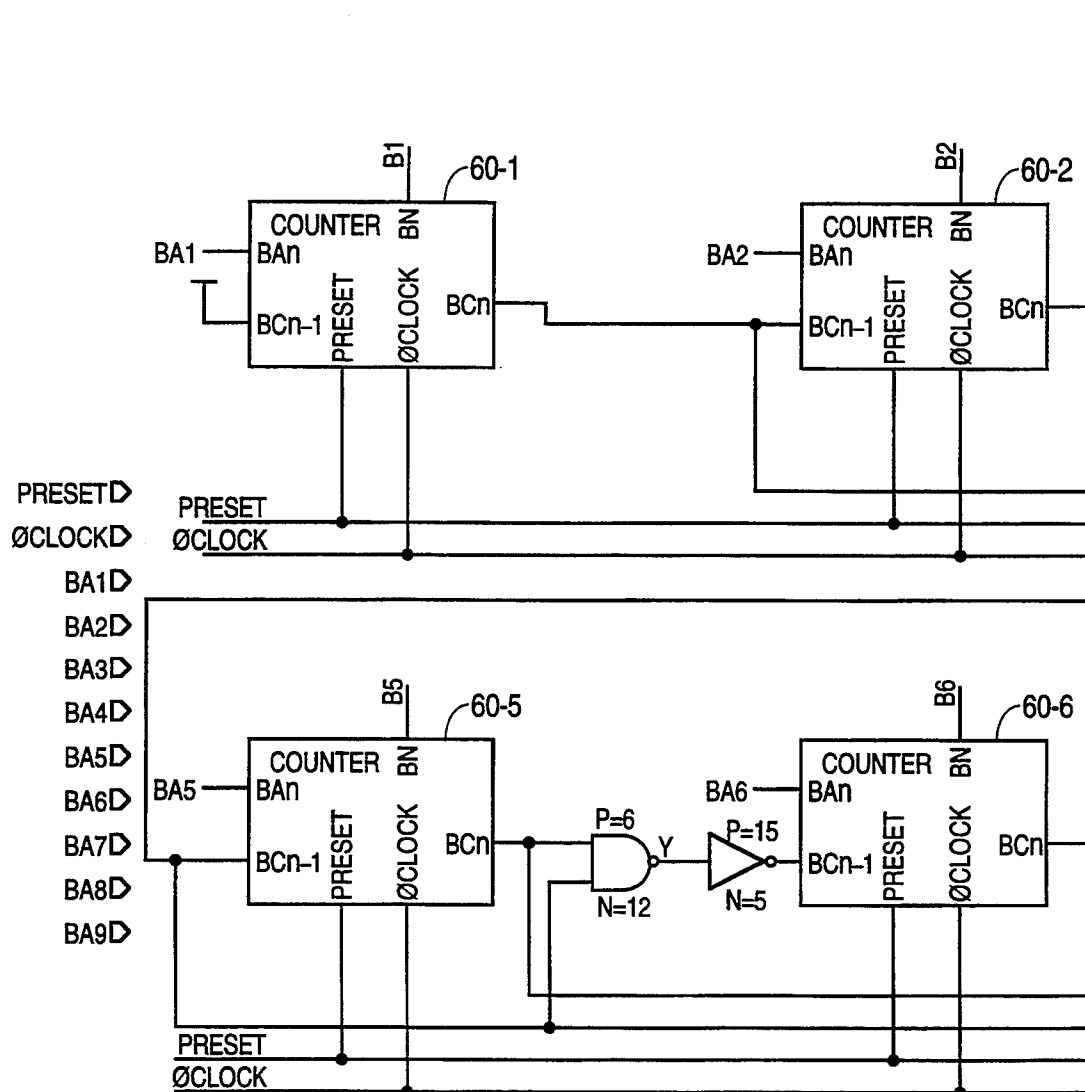 B1
60-1
COUNTER
BN
BAn
BA1
BCn-1
PRESET
ØCLOCK
BCn
B2
60-2
COUNTER
BN
BAn
BA2
BCn-1
PRESET
ØCLOCK
BCn
PRESET
ØCLOCK
BA1
BA2
BA3
BA4
BA5
BA6
BA7
BA8
BA9
PRESET
ØCLOCK
B5
60-5
COUNTER
BN
BA5
BAn
BCn-1
PRESET
ØCLOCK
BCn
P=6
Y
N=12
P=15
N=5
B6
60-6
COUNTER
BN
BA6
BAn
BCn-1
PRESET
ØCLOCK
BCn
PRESET
ØCLOCK